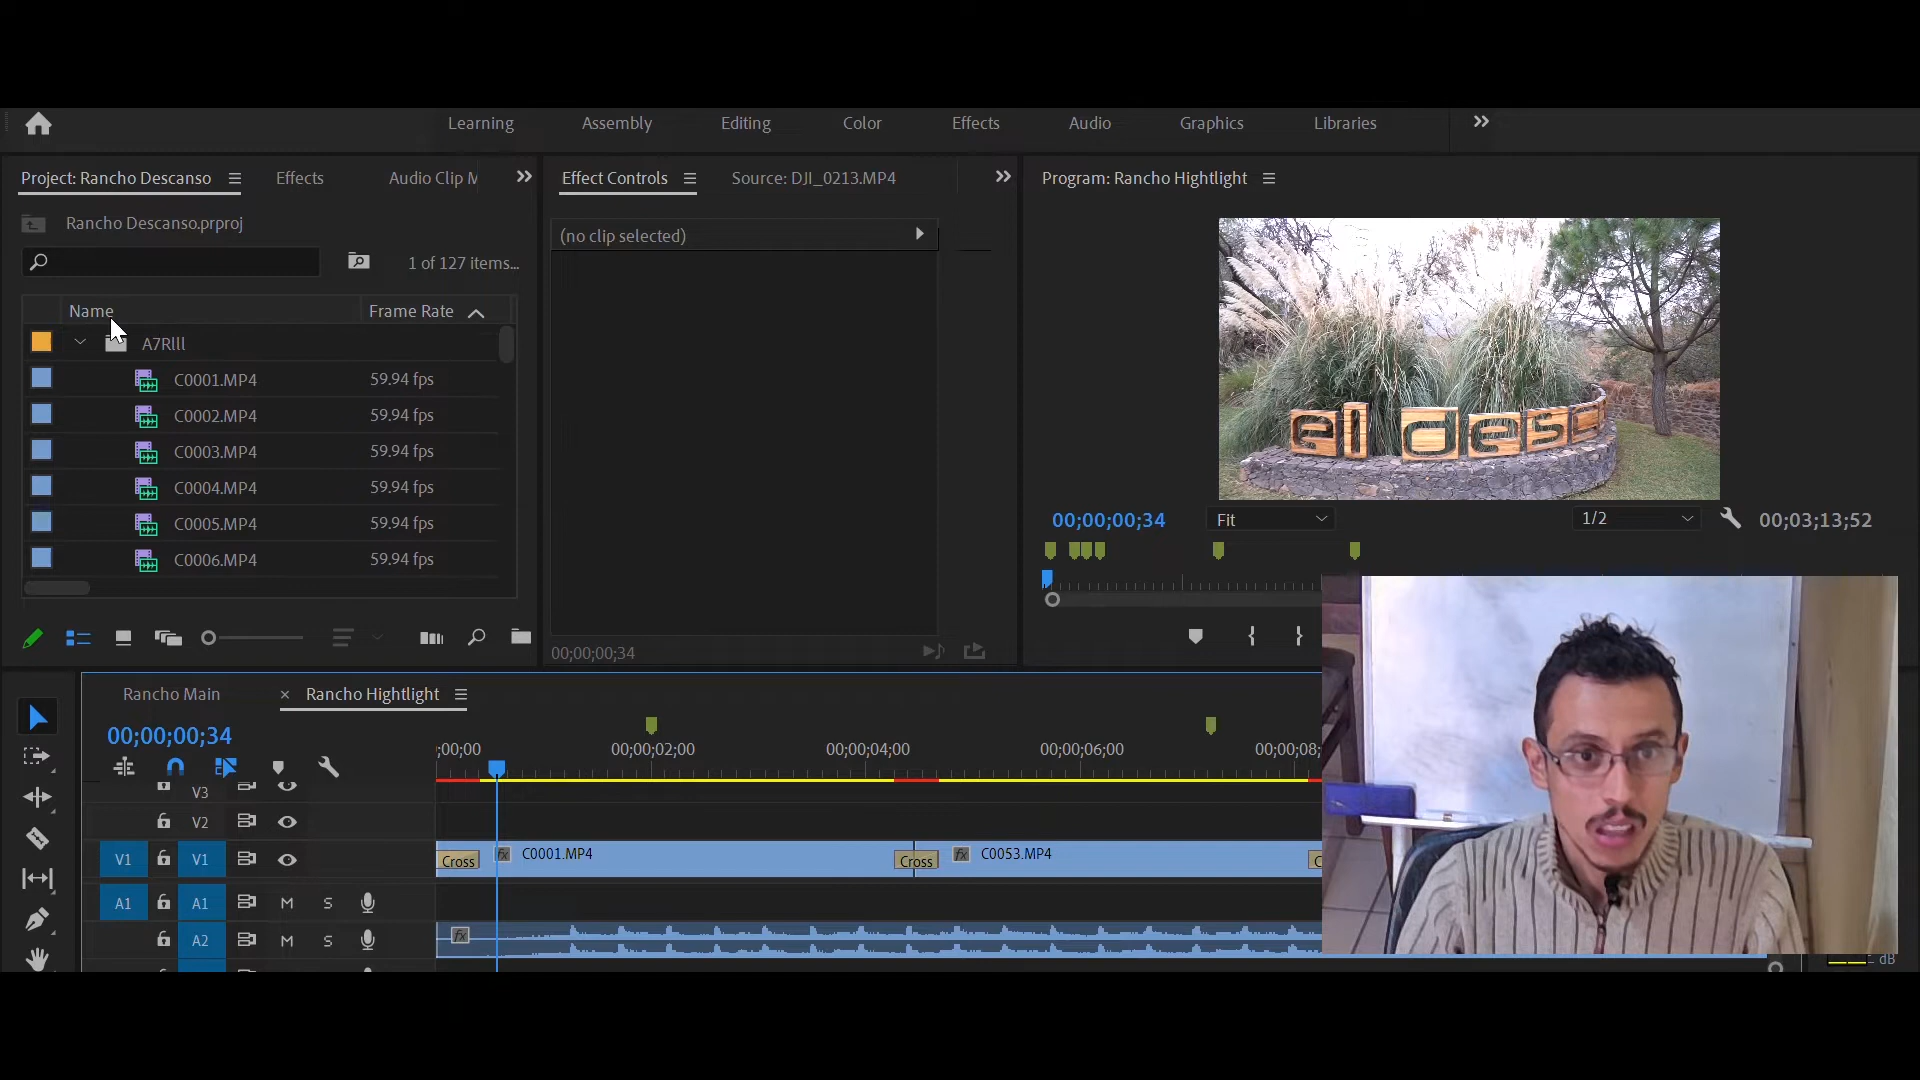 Learning Assembly Editing Color Effects Audio Graphics Libraries
Project: Rancho Descanso Effects Audio Clip M
Effect Controls Source: DJI_0213.MP4
Program: Rancho Hightlight
Rancho Descanso.prproj
1 of 127 items...
(no clip selected)
Name Frame Rate
A7Rlll
C0001.MP4 59.94 fps
C0002.MP4 59.94 fps
C0003.MP4 59.94 fps
C0004.MP4 59.94 fps
C0005.MP4 59.94 fps
C0006.MP4 59.94 fps
00;00;00;34
el desc
00;00;00;34 Fit 1/2 00;03;13;52
Rancho Main Rancho Hightlight
00;00;00;34
;00;00 00;00;02;00 00;00;04;00 00;00;06;00 00;00;08;
V3
V2
V1 V1 Cross fx C0001.MP4 Cross fx C0053.MP4 C
A1 A1 M S
A2 M S fx
dB